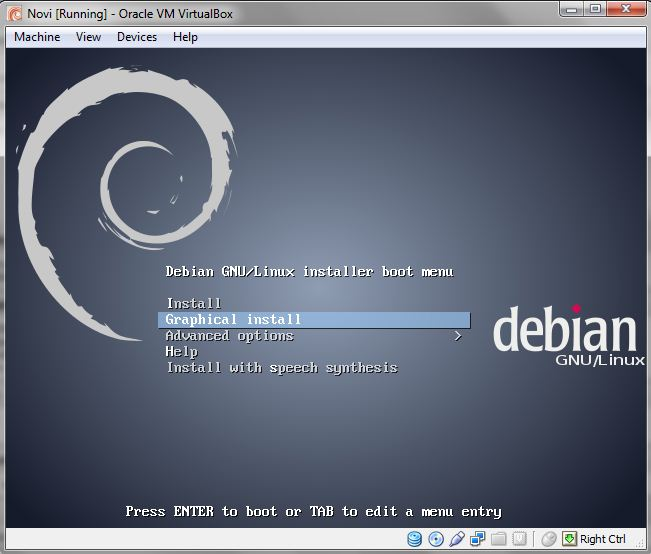 Novi [Running] - Oracle VM VirtualBox
Machine View Devices Help
Debian GNU/Linux installer boot menu
Install
Graphical install
Advanced options >
Help
Install with speech synthesis
debian
GNU/Linux
Press ENTER to boot or TAB to edit a menu entry
Right Ctrl